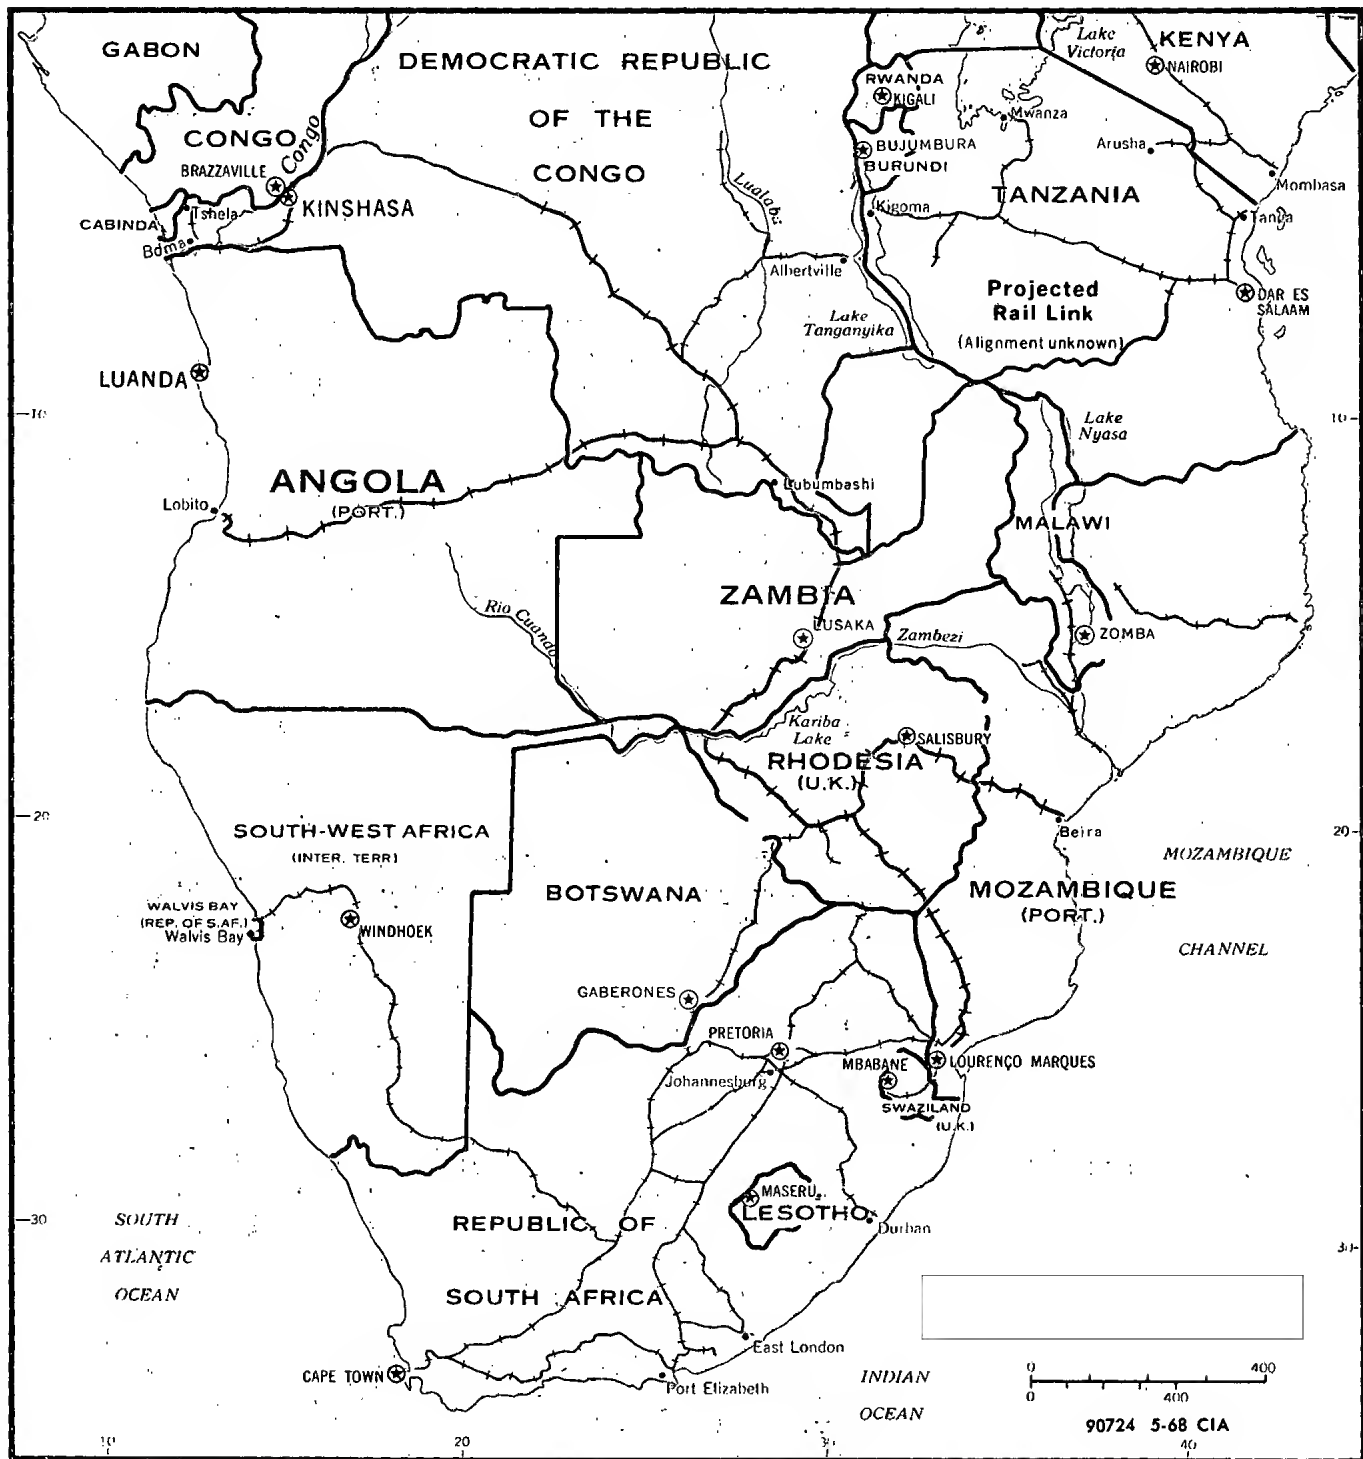 GABON
DEMOCRATIC REPUBLIC
OF THE
CONGO
Lake
Victoria
KENYA
NAIROBI
RWANDA
KIGALI
Mwanza
CONGO
Congo
BRAZZAVILLE
KINSHASA
CABINDA
Tshela
Boma
Lualaba
BUJUMBURA
BURUNDI
Arusha
Mombasa
TANZANIA
Kigoma
Tanga
Albertville
Projected
Rail Link
(Alignment unknown)
DAR ES
SALAAM
Lake
Tanganyika
LUANDA
10
10
Lake
Nyasa
ANGOLA
(PORT.)
Lobito
Lubumbashi
MALAWI
ZAMBIA
Rio Cuando
LUSAKA
Zambezi
ZOMBA
Kariba
Lake
SALISBURY
RHODESIA
(U.K.)
20
20
SOUTH-WEST AFRICA
(INTER. TERR)
Beira
MOZAMBIQUE
CHANNEL
BOTSWANA
MOZAMBIQUE
(PORT.)
WALVIS BAY
(REP. OF S.AF.)
Walvis Bay
WINDHOEK
GABERONES
PRETORIA
Johannesburg
MBABANE
LOURENÇO MARQUES
SWAZILAND
(U.K.)
MASERU
LESOTHO
Durban
30
30
SOUTH
ATLANTIC
OCEAN
REPUBLIC OF
SOUTH AFRICA
East London
CAPE TOWN
Port Elizabeth
INDIAN
OCEAN
0 400
0 400
90724 5-68 CIA
10 20 30 40